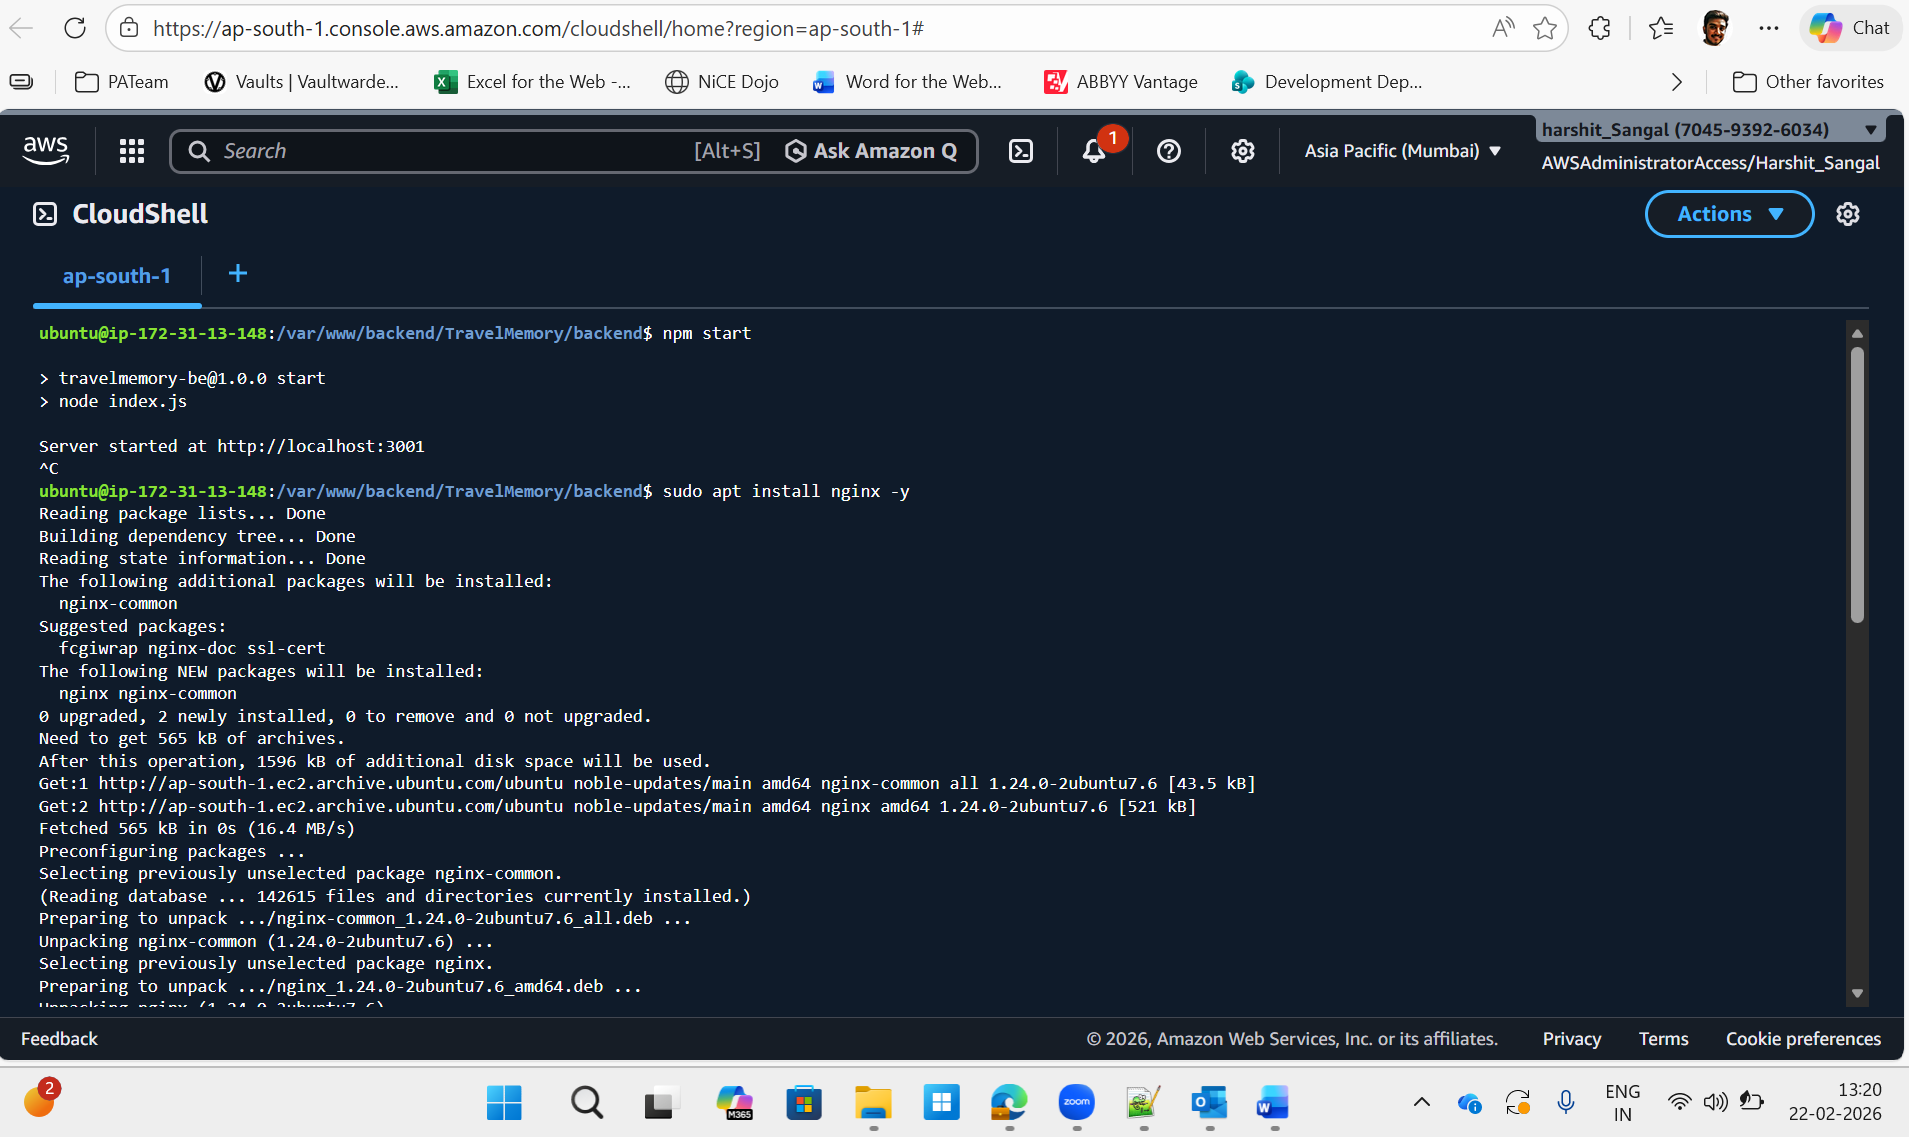 https://ap-south-1.console.aws.amazon.com/cloudshell/home?region=ap-south-1#
Chat
PATeam
Vaults | Vaultwarde...
Excel for the Web -...
NiCE Dojo
Word for the Web...
ABBYY Vantage
Development Dep...
Other favorites
aws
Search
[Alt+S]
Ask Amazon Q
1
Asia Pacific (Mumbai)
harshit_Sangal (7045-9392-6034)
AWSAdministratorAccess/Harshit_Sangal
CloudShell
Actions
ap-south-1
+
ubuntu@ip-172-31-13-148:/var/www/backend/TravelMemory/backend$ npm start
> travelmemory-be@1.0.0 start
> node index.js
Server started at http://localhost:3001
^C
ubuntu@ip-172-31-13-148:/var/www/backend/TravelMemory/backend$ sudo apt install nginx -y
Reading package lists... Done
Building dependency tree... Done
Reading state information... Done
The following additional packages will be installed:
nginx-common
Suggested packages:
fcgiwrap nginx-doc ssl-cert
The following NEW packages will be installed:
nginx nginx-common
0 upgraded, 2 newly installed, 0 to remove and 0 not upgraded.
Need to get 565 kB of archives.
After this operation, 1596 kB of additional disk space will be used.
Get:1 http://ap-south-1.ec2.archive.ubuntu.com/ubuntu noble-updates/main amd64 nginx-common all 1.24.0-2ubuntu7.6 [43.5 kB]
Get:2 http://ap-south-1.ec2.archive.ubuntu.com/ubuntu noble-updates/main amd64 nginx amd64 1.24.0-2ubuntu7.6 [521 kB]
Fetched 565 kB in 0s (16.4 MB/s)
Preconfiguring packages ...
Selecting previously unselected package nginx-common.
(Reading database ... 142615 files and directories currently installed.)
Preparing to unpack .../nginx-common_1.24.0-2ubuntu7.6_all.deb ...
Unpacking nginx-common (1.24.0-2ubuntu7.6) ...
Selecting previously unselected package nginx.
Preparing to unpack .../nginx_1.24.0-2ubuntu7.6_amd64.deb ...
Unpacking nginx (1.24.0-2ubuntu7.6)
Feedback
© 2026, Amazon Web Services, Inc. or its affiliates.
Privacy
Terms
Cookie preferences
2
M365
zoom
ENG
IN
13:20
22-02-2026